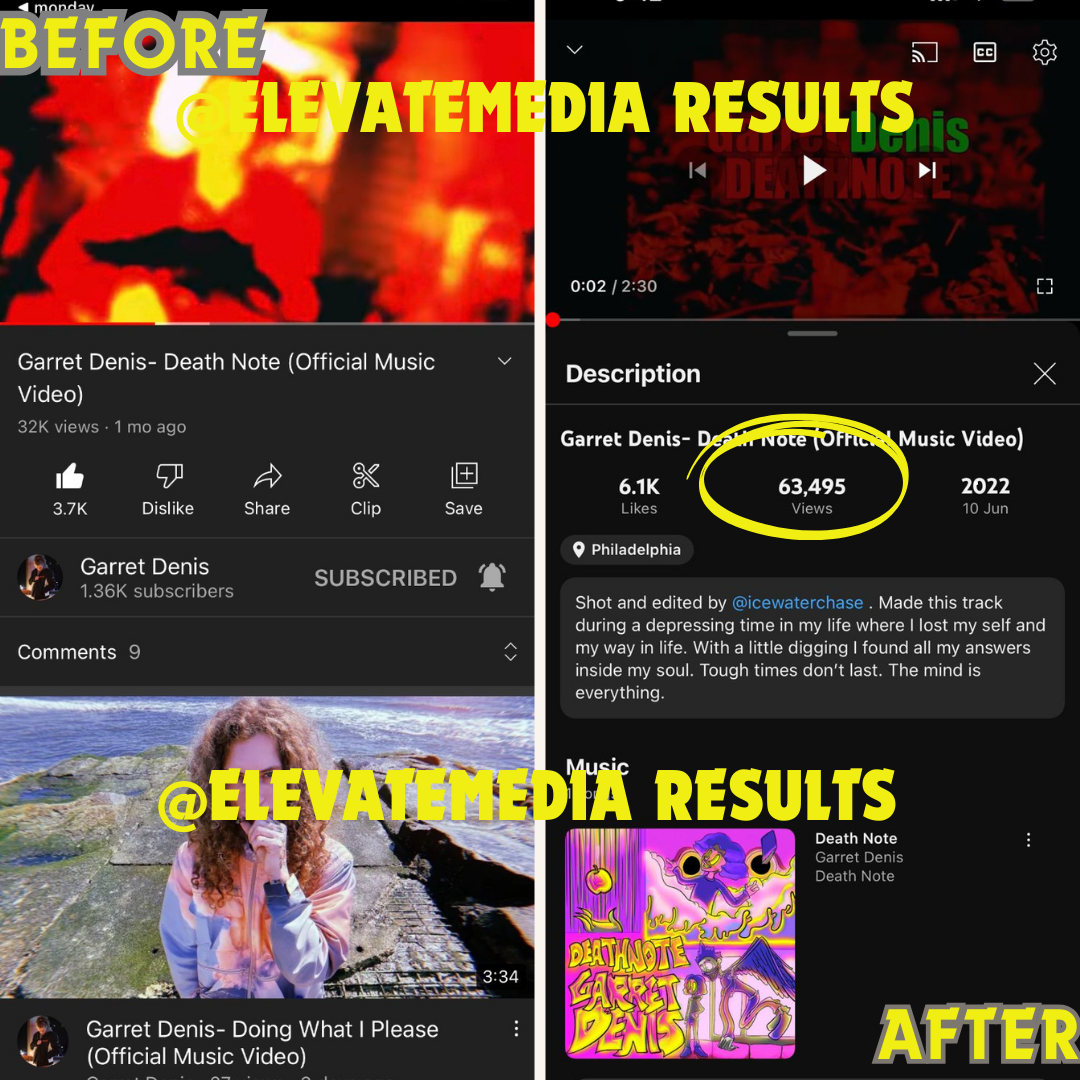 monday
BEFORE
@ELEVATEMEDIA RESULTS
Garret Denis- Death Note (Official Music
Video)
32K views · 1 mo ago
3.7K
Dislike
Share
Clip
Save
Garret Denis
1.36K subscribers
SUBSCRIBED
Comments 9
3:34
Garret Denis- Doing What I Please
(Official Music Video)
CC
Garret Denis
DEATHNOTE
0:02 / 2:30
Description
Garret Denis- Death Note (Official Music Video)
6.1K
Likes
63,495
Views
2022
10 Jun
Philadelphia
Shot and edited by @icewaterchase . Made this track
during a depressing time in my life where I lost my self and
my way in life. With a little digging I found all my answers
inside my soul. Tough times don’t last. The mind is
everything.
Music
@ELEVATEMEDIA RESULTS
DEATHNOTE
GARRET
DENIS
Death Note
Garret Denis
Death Note
AFTER